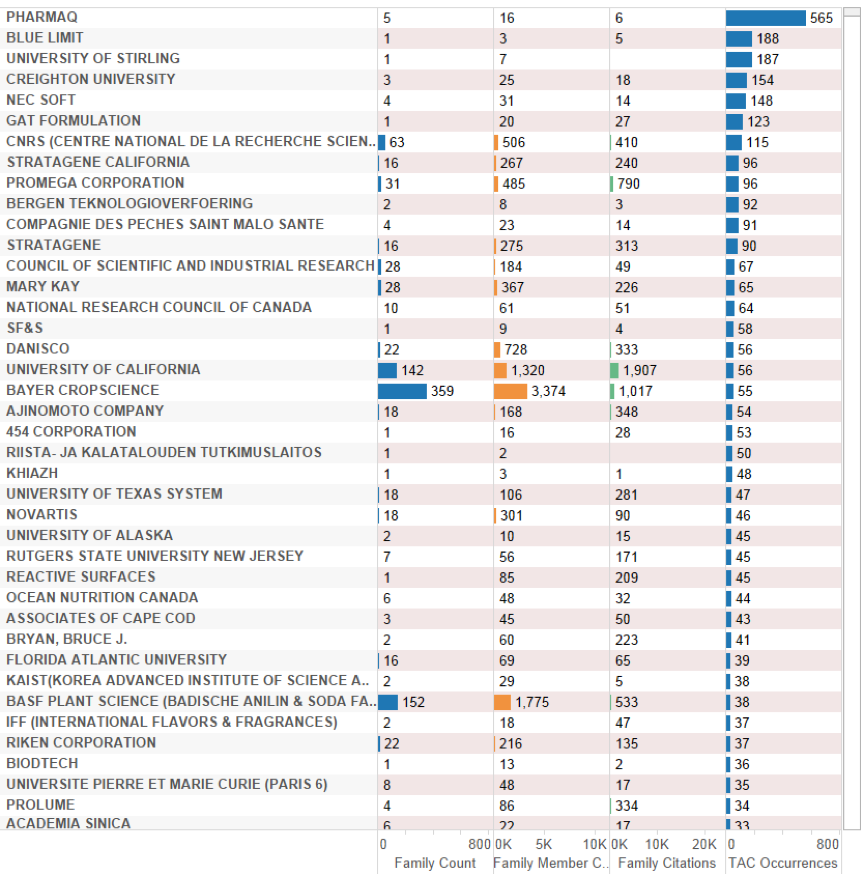 PHARMAQ 5 16 6 565
BLUE LIMIT 1 3 5 188
UNIVERSITY OF STIRLING 1 7 187
CREIGHTON UNIVERSITY 3 25 18 154
NEC SOFT 4 31 14 148
GAT FORMULATION 1 20 27 123
CNRS (CENTRE NATIONAL DE LA RECHERCHE SCIEN.. 63 506 410 115
STRATAGENE CALIFORNIA 16 267 240 96
PROMEGA CORPORATION 31 485 790 96
BERGEN TEKNOLOGIOVERFOERING 2 8 3 92
COMPAGNIE DES PECHES SAINT MALO SANTE 4 23 14 91
STRATAGENE 16 275 313 90
COUNCIL OF SCIENTIFIC AND INDUSTRIAL RESEARCH 28 184 49 67
MARY KAY 28 367 226 65
NATIONAL RESEARCH COUNCIL OF CANADA 10 61 51 64
SF&S 1 9 4 58
DANISCO 22 728 333 56
UNIVERSITY OF CALIFORNIA 142 1,320 1,907 56
BAYER CROPSCIENCE 359 3,374 1,017 55
AJINOMOTO COMPANY 18 168 348 54
454 CORPORATION 1 16 28 53
RIISTA- JA KALATALOUDEN TUTKIMUSLAITOS 1 2 50
KHIAZH 1 3 1 48
UNIVERSITY OF TEXAS SYSTEM 18 106 281 47
NOVARTIS 18 301 90 46
UNIVERSITY OF ALASKA 2 10 15 45
RUTGERS STATE UNIVERSITY NEW JERSEY 7 56 171 45
REACTIVE SURFACES 1 85 209 45
OCEAN NUTRITION CANADA 6 48 32 44
ASSOCIATES OF CAPE COD 3 45 50 43
BRYAN, BRUCE J. 2 60 223 41
FLORIDA ATLANTIC UNIVERSITY 16 69 65 39
KAIST(KOREA ADVANCED INSTITUTE OF SCIENCE A.. 2 29 5 38
BASF PLANT SCIENCE (BADISCHE ANILIN & SODA FA.. 152 1,775 533 38
IFF (INTERNATIONAL FLAVORS & FRAGRANCES) 2 18 47 37
RIKEN CORPORATION 22 216 135 37
BIODTECH 1 13 2 36
UNIVERSITE PIERRE ET MARIE CURIE (PARIS 6) 8 48 17 35
PROLUME 4 86 334 34
ACADEMIA SINICA 6 22 17 33
0 800 0K 5K 10K 0K 10K 20K 0 800
Family Count Family Member C.. Family Citations TAC Occurrences